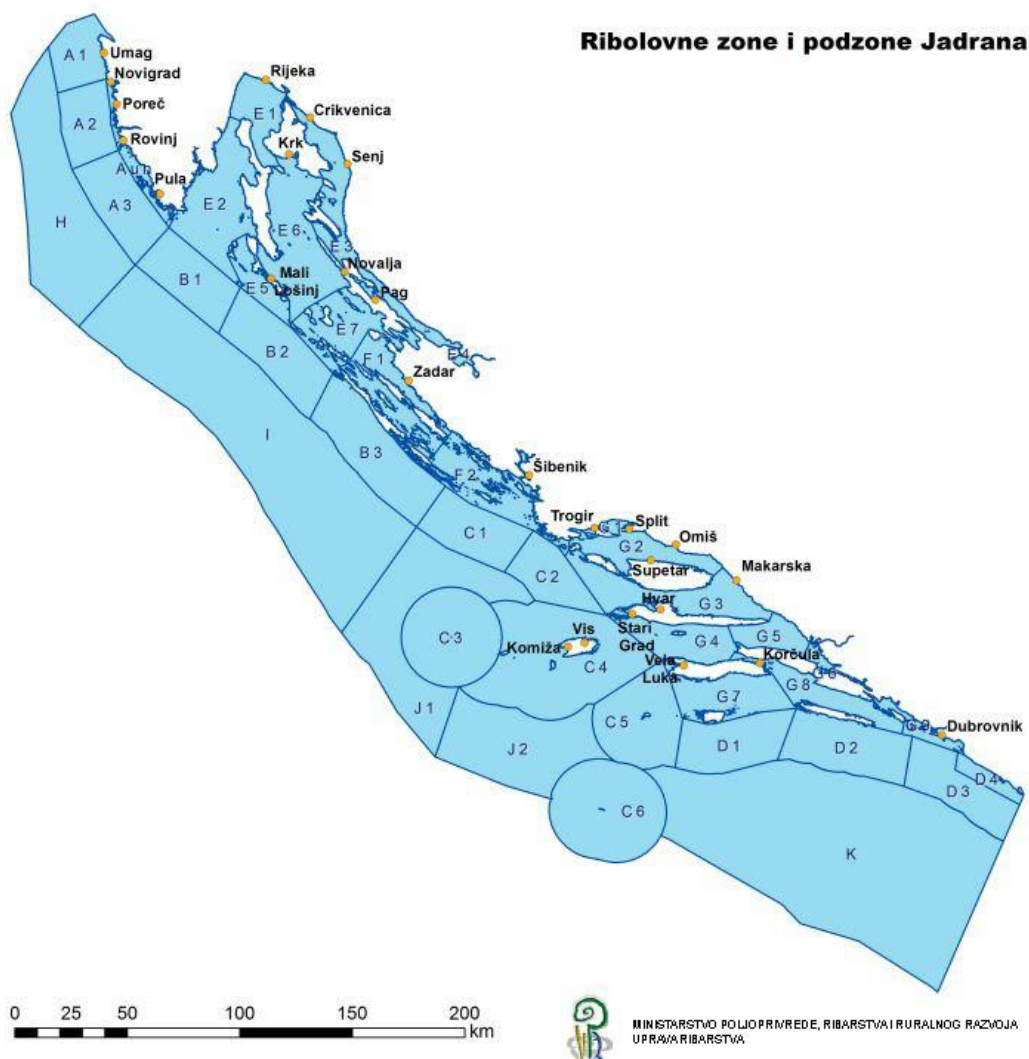 Ribolovne zone i podzone Jadrana
A 1
Umag
Novigrad
Rijeka
Poreč
E 1
Crikvenica
A 2
Rovinj
Krk
Senj
Pula
A 3
E 2
H
E 6
E 3
Novalja
B 1
Mali
Lošinj
E 5
Pag
E 7
B 2
F 1
E 4
Zadar
I
B 3
F 2
Šibenik
Trogir
G 1
Split
C 1
G 2
Omiš
C 2
Supetar
Makarska
Hvar
G 3
Stari
Grad
C 3
Vis
Komiža
G 4
G 5
C 4
Vela
Luka
Korčula
G 6
G 8
J 1
G 7
C 5
Dubrovnik
J 2
D 1
D 2
D 4
D 3
C 6
K
0 25 50 100 150 200
km
MINISTARSTVO POLJOPRIVREDE, RIBARSTVA I RURALNOG RAZVOJA
UPRAVA RIBARSTVA